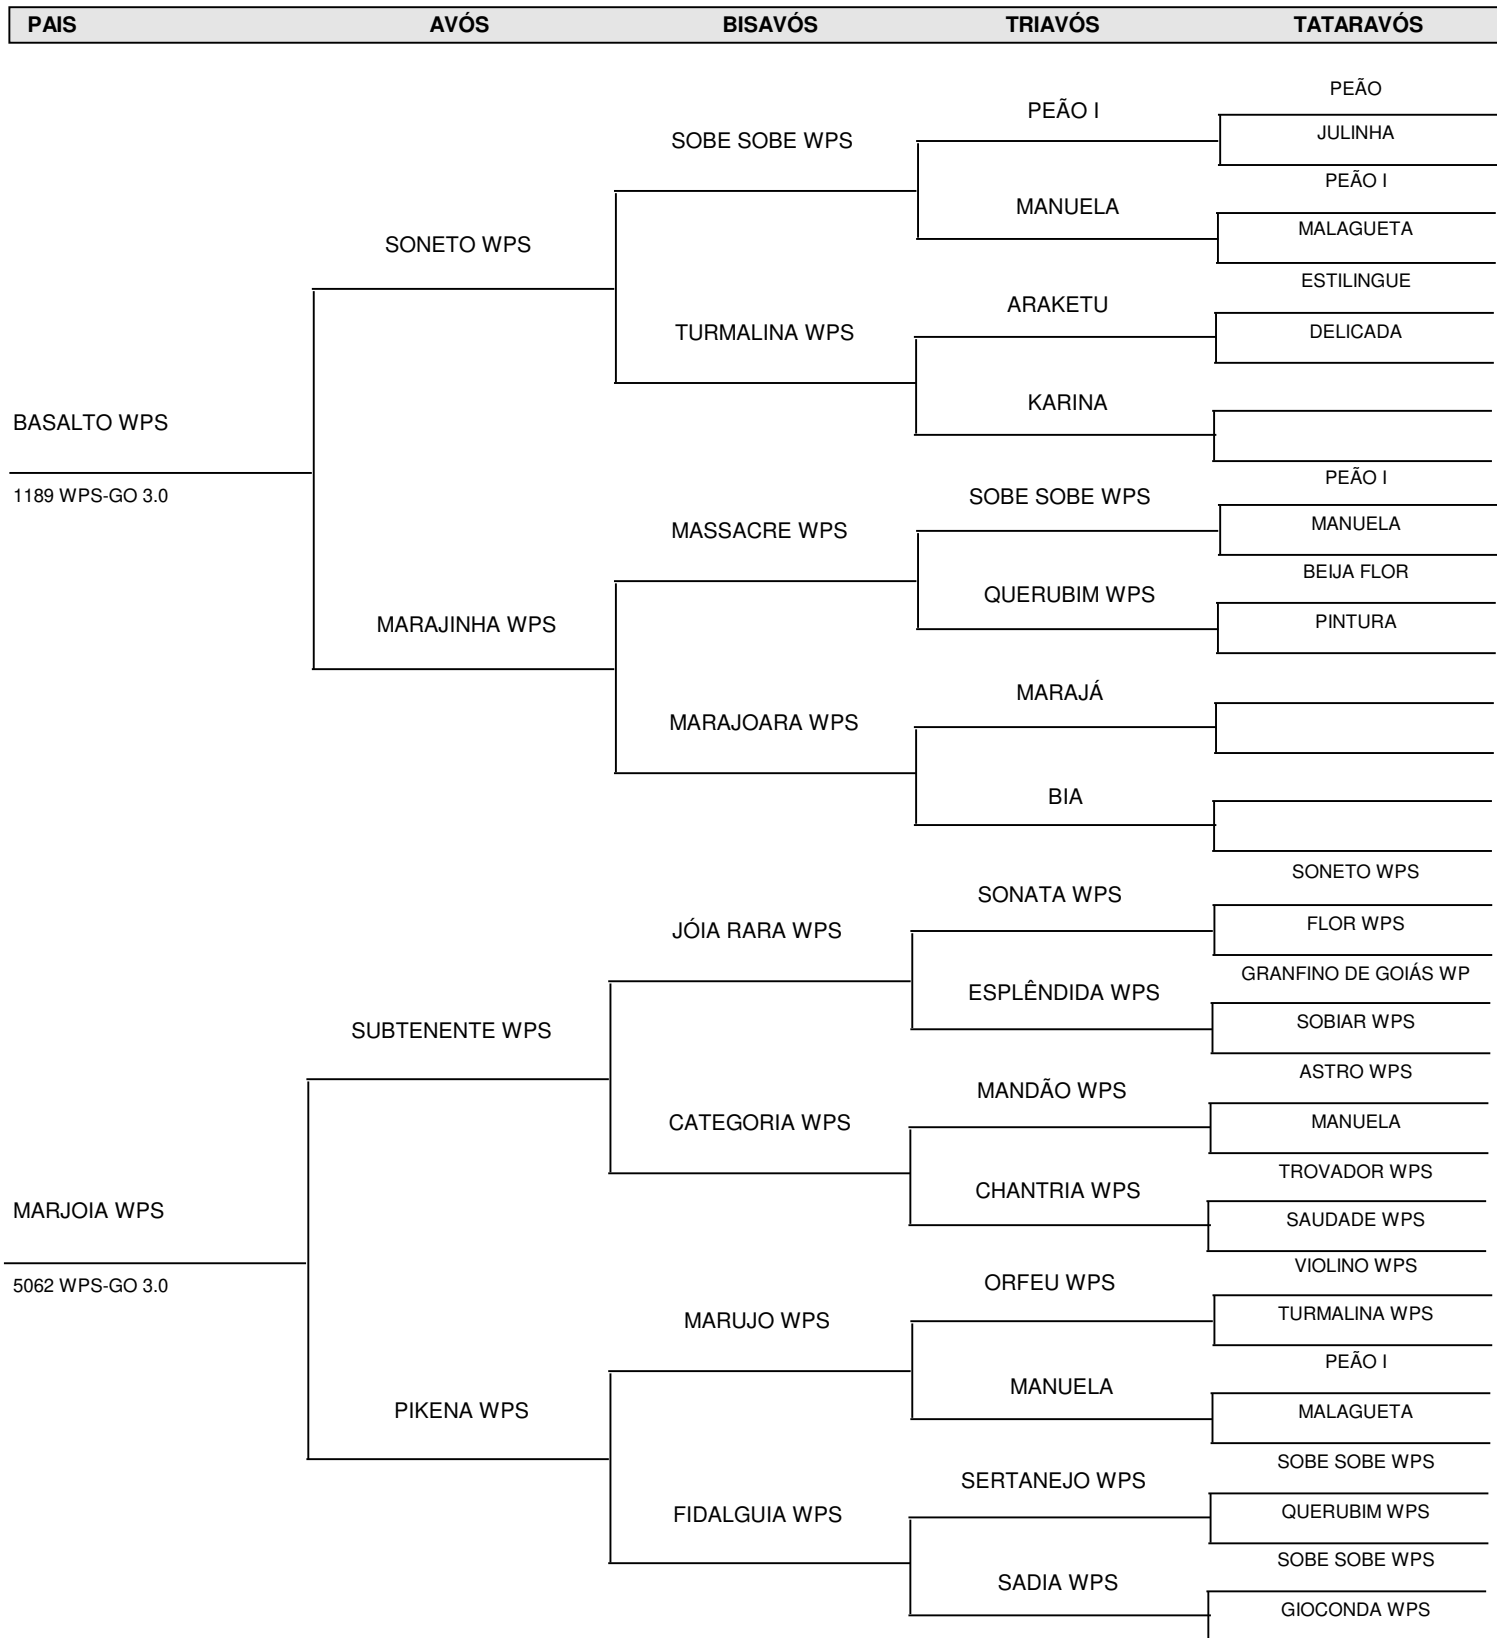 PAIS AVÓS BISAVÓS TRIAVÓS TATARAVÓS
PEÃO
PEÃO I
JULINHA
SOBE SOBE WPS
PEÃO I
MANUELA
MALAGUETA
SONETO WPS
ESTILINGUE
ARAKETU
DELICADA
TURMALINA WPS
KARINA
BASALTO WPS
PEÃO I
1189 WPS-GO 3.0
SOBE SOBE WPS
MANUELA
MASSACRE WPS
BEIJA FLOR
QUERUBIM WPS
PINTURA
MARAJINHA WPS
MARAJÁ
MARAJOARA WPS
BIA
SONETO WPS
SONATA WPS
FLOR WPS
JÓIA RARA WPS
GRANFINO DE GOIÁS WP
ESPLÊNDIDA WPS
SOBIAR WPS
SUBTENENTE WPS
ASTRO WPS
MANDÃO WPS
MANUELA
CATEGORIA WPS
TROVADOR WPS
CHANTRIA WPS
SAUDADE WPS
MARJOIA WPS
VIOLINO WPS
5062 WPS-GO 3.0
ORFEU WPS
TURMALINA WPS
MARUJO WPS
PEÃO I
MANUELA
MALAGUETA
PIKENA WPS
SOBE SOBE WPS
SERTANEJO WPS
QUERUBIM WPS
FIDALGUIA WPS
SOBE SOBE WPS
SADIA WPS
GIOCONDA WPS